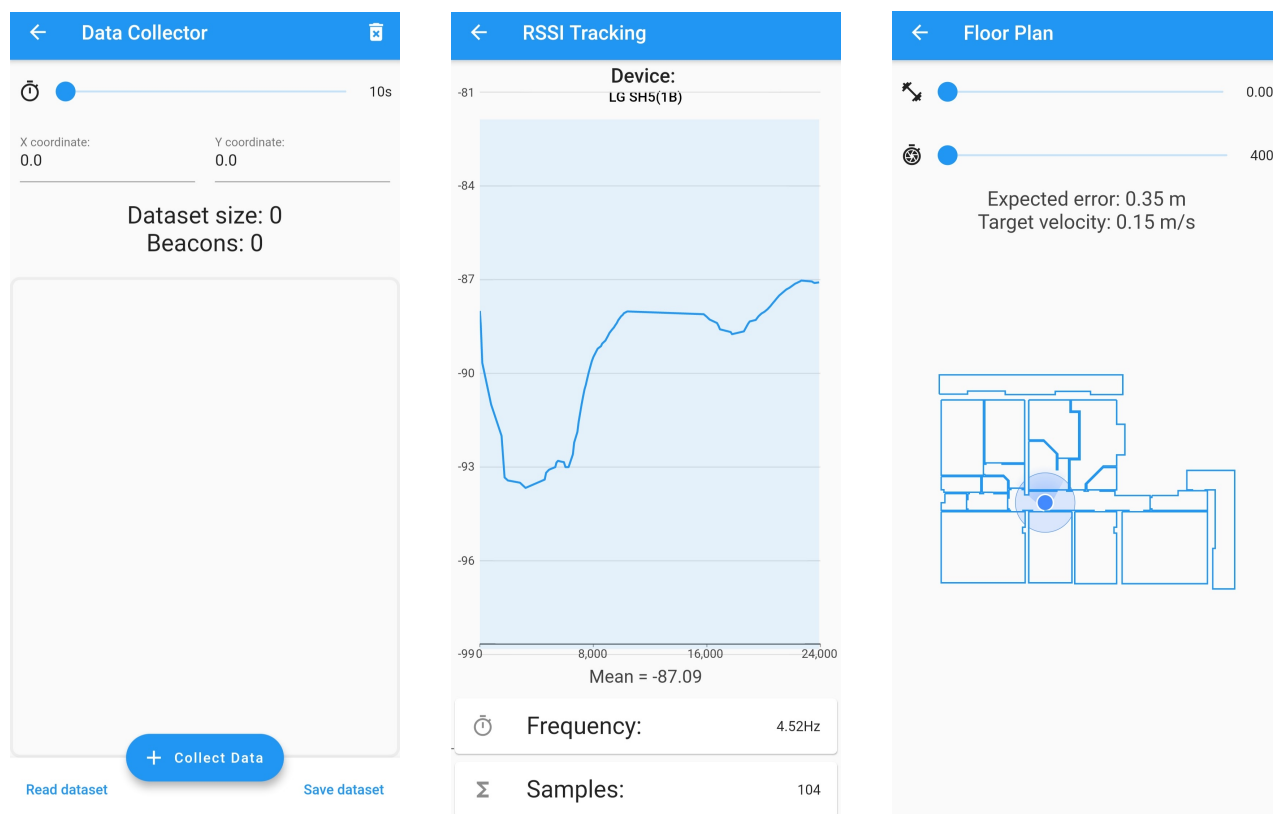 Data Collector
10s
X coordinate:
Y coordinate:
0.0
0.0
Dataset size: 0
Beacons: 0
+ Collect Data
Read dataset
Save dataset
RSSI Tracking
Device:
LG SH5(1B)
-81
-84
-87
-90
-93
-96
-99
0
8,000
16,000
24,000
Mean = -87.09
Frequency:
4.52Hz
Σ
Samples:
104
Floor Plan
0.00
400
Expected error: 0.35 m
Target velocity: 0.15 m/s